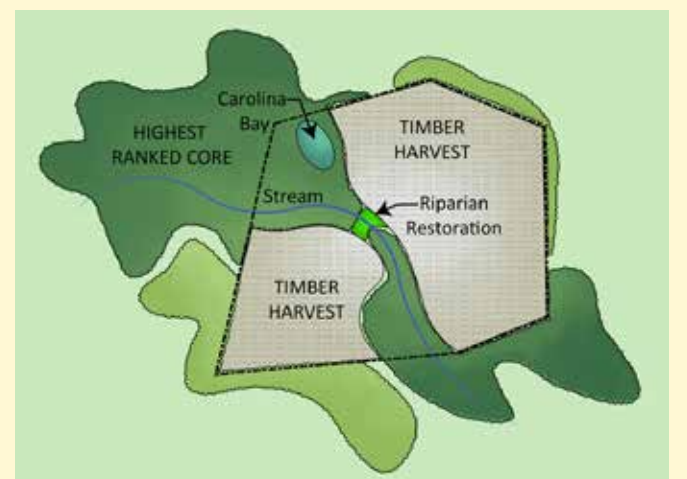 Carolina
Bay
HIGHEST
RANKED CORE
TIMBER
HARVEST
Stream
Riparian
Restoration
TIMBER
HARVEST